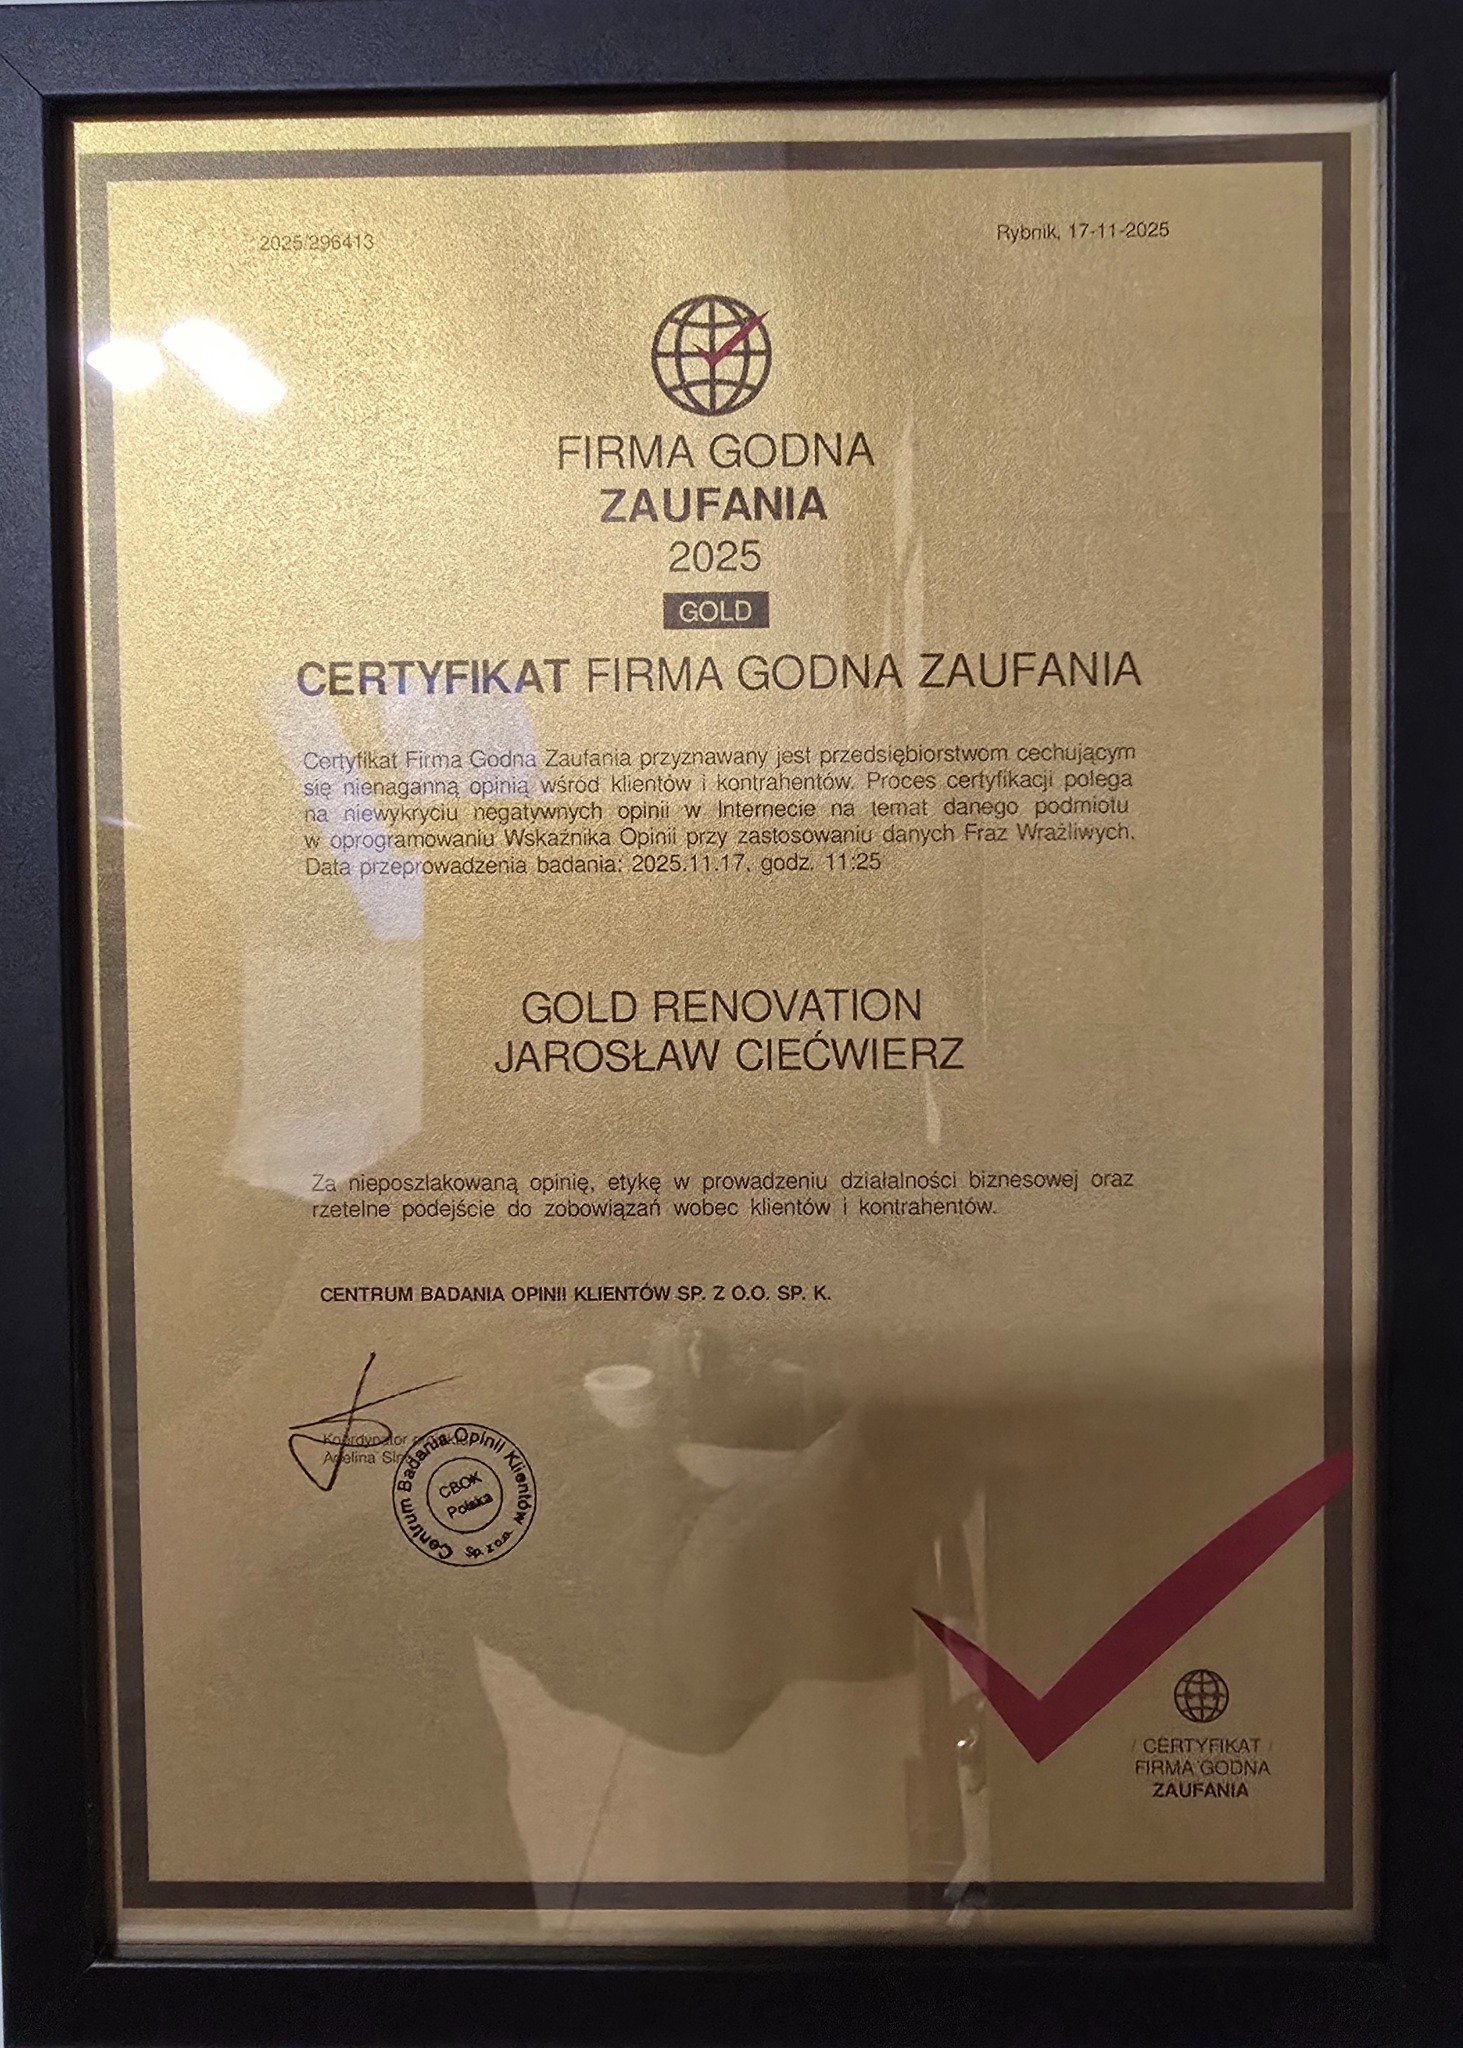 2025/296413
Rybnik, 17-11-2025
FIRMA GODNA
ZAUFANIA
2025
GOLD
CERTYFIKAT FIRMA GODNA ZAUFANIA
Certyfikat Firma Godna Zaufania przyznawany jest przedsiębiorstwom cechującym
się nienaganną opinią wśród klientów i kontrahentów. Proces certyfikacji polega
na niewykryciu negatywnych opinii w Internecie na temat danego podmiotu
w oprogramowaniu Wskaźnika Opinii przy zastosowaniu danych Fraz Wrażliwych.
Data przeprowadzenia badania: 2025.11.17, godz. 11:25
GOLD RENOVATION
JAROSŁAW CIEĆWIERZ
Za nieposzlakowaną opinię, etykę w prowadzeniu działalności biznesowej oraz
rzetelne podejście do zobowiązań wobec klientów i kontrahentów.
CENTRUM BADANIA OPINII KLIENTÓW SP. Z O.O. SP. K.
Koordynator
Adelina
Centrum Badania Opinii Klientów Sp. z o.o.
CBOK
Polska
CERTYFIKAT
FIRMA GODNA
ZAUFANIA